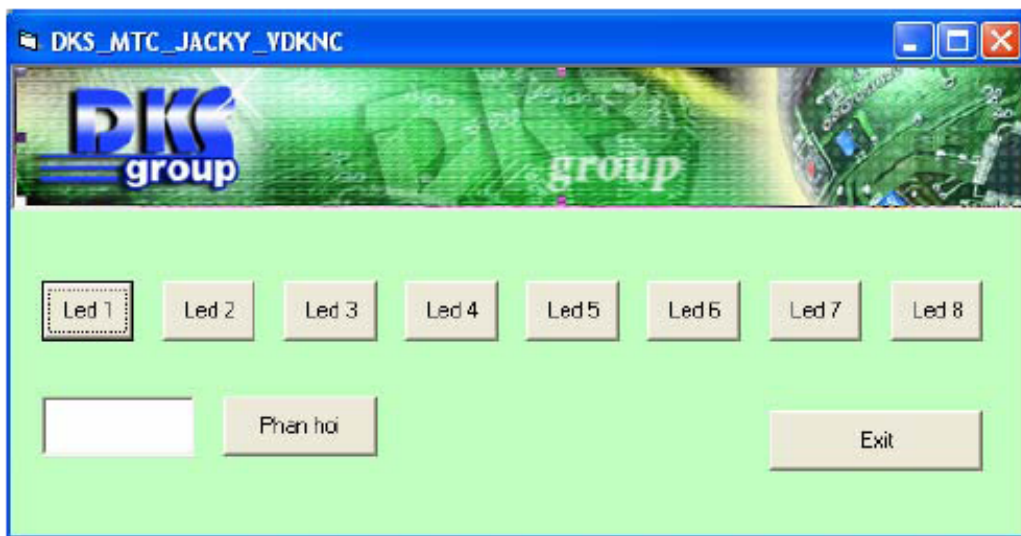 DKS_MTC_JACKY_VDKNC
DKS
group
group
Led 1 Led 2 Led 3 Led 4 Led 5 Led 6 Led 7 Led 8
Phan hoi
Exit